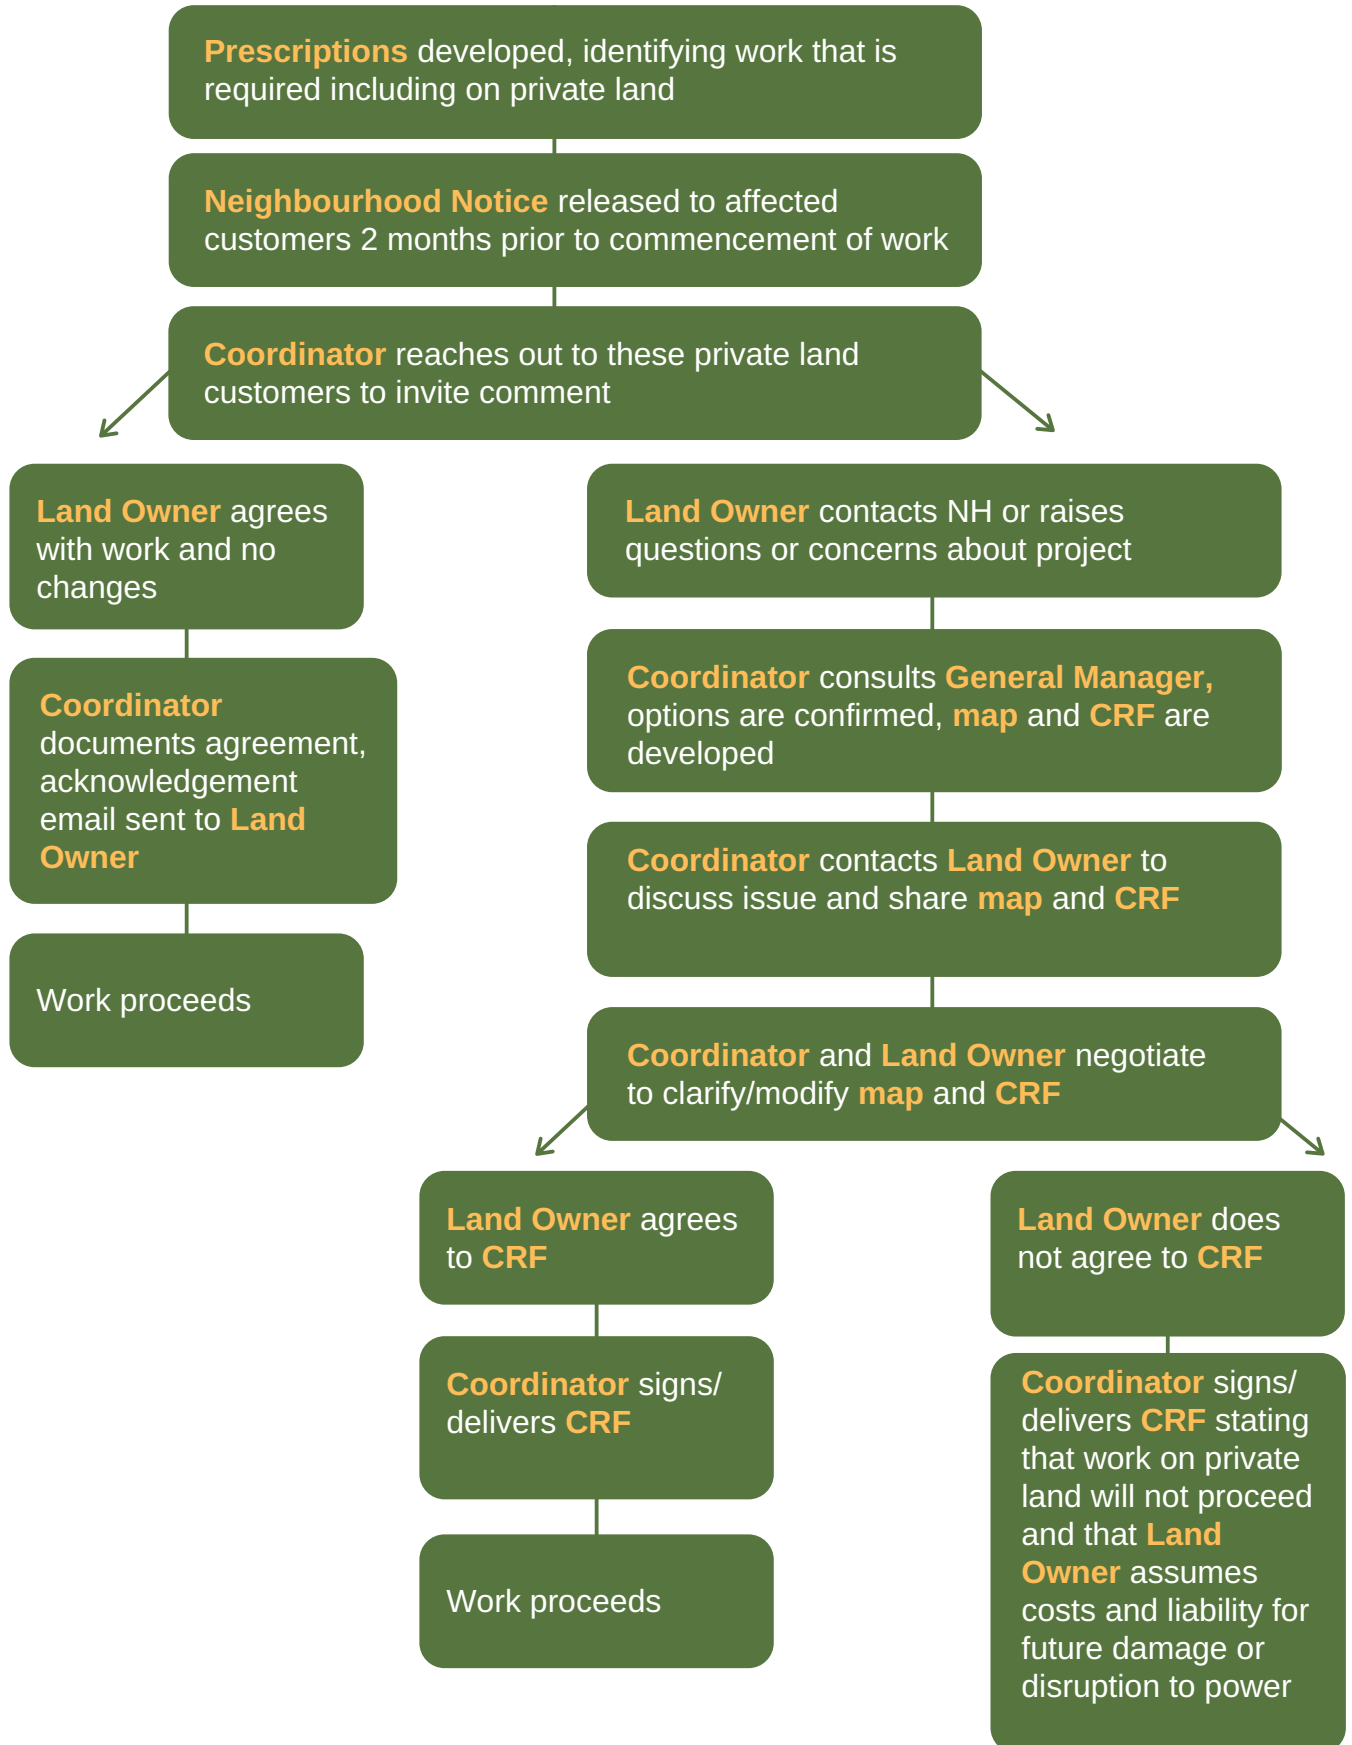 Prescriptions developed, identifying work that is
required including on private land
Neighbourhood Notice released to affected
customers 2 months prior to commencement of work
Coordinator reaches out to these private land
customers to invite comment
Land Owner agrees
with work and no
changes
Coordinator
documents agreement,
acknowledgement
email sent to Land
Owner
Work proceeds
Land Owner contacts NH or raises
questions or concerns about project
Coordinator consults General Manager,
options are confirmed, map and CRF are
developed
Coordinator contacts Land Owner to
discuss issue and share map and CRF
Coordinator and Land Owner negotiate
to clarify/modify map and CRF
Land Owner agrees
to CRF
Coordinator signs/
delivers CRF
Work proceeds
Land Owner does
not agree to CRF
Coordinator signs/
delivers CRF stating
that work on private
land will not proceed
and that Land
Owner assumes
costs and liability for
future damage or
disruption to power